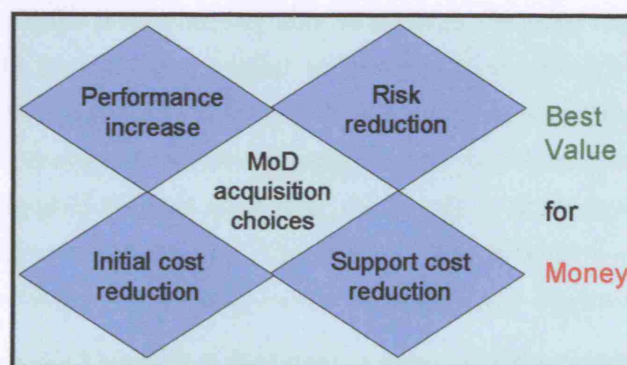 Performance
increase
Risk
reduction
MoD
acquisition
choices
Initial cost
reduction
Support cost
reduction
Best
Value
for
Money